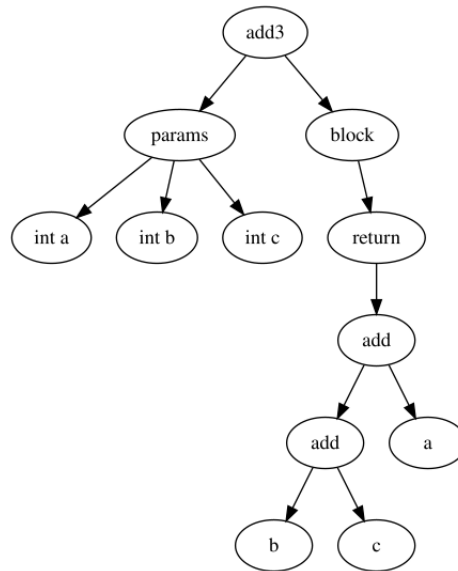 add3
params block
int a int b int c return
add
add a
b c